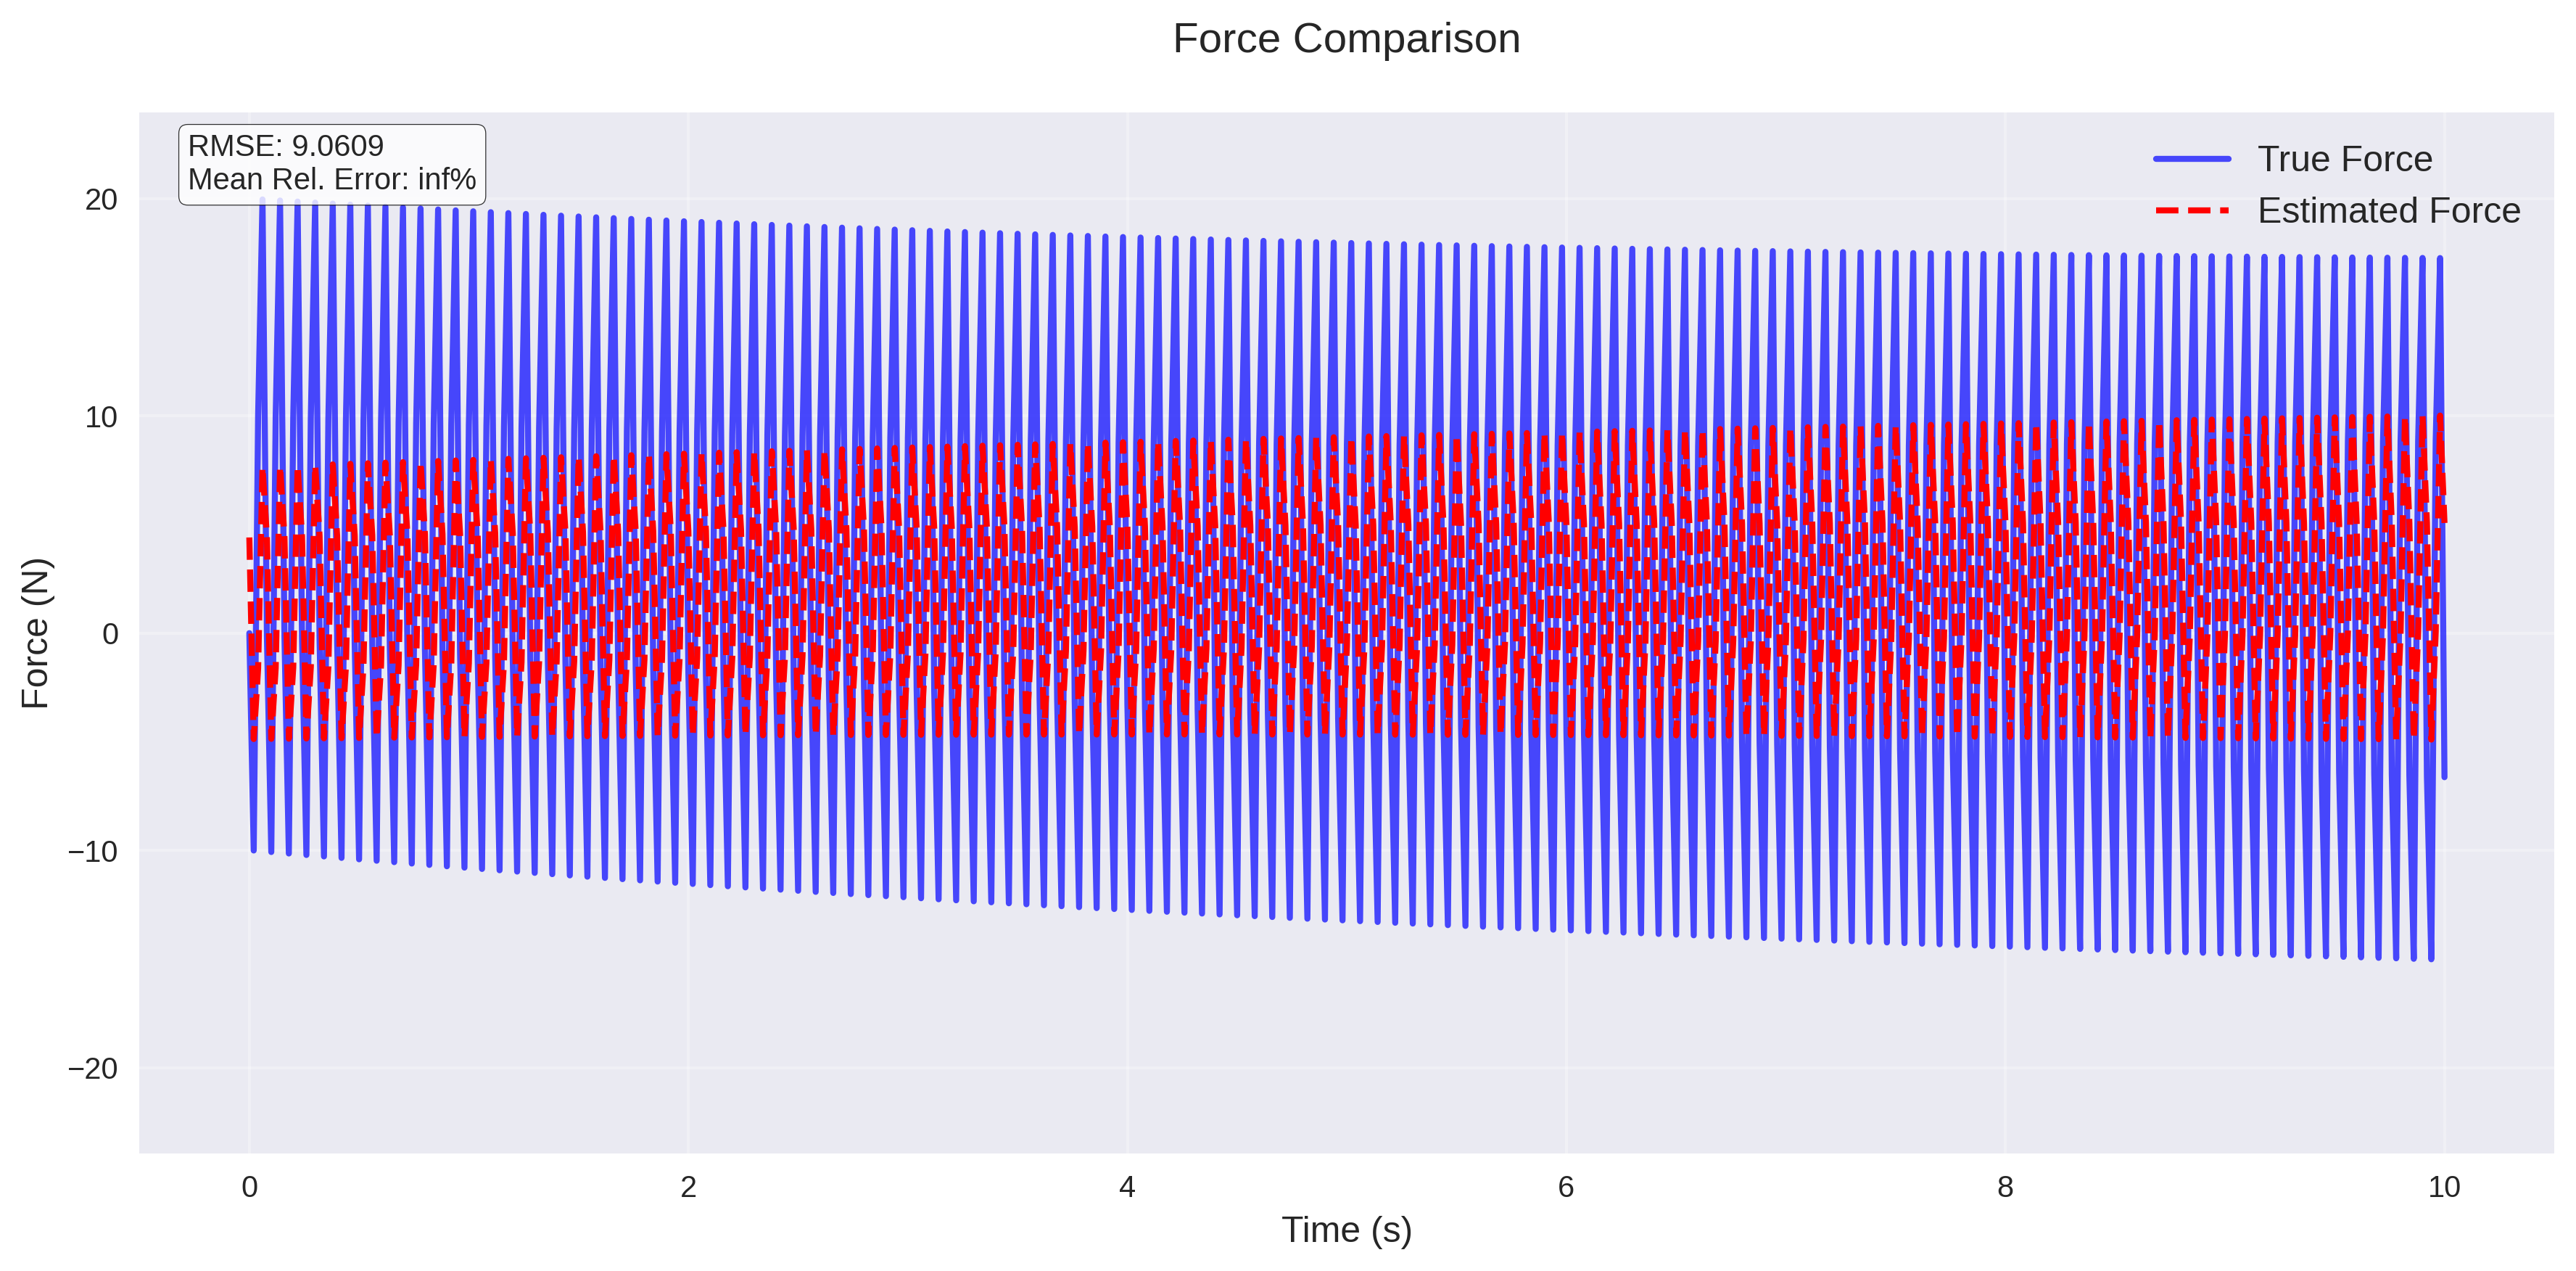 Force Comparison
RMSE: 9.0609
Mean Rel. Error: inf%
True Force
Estimated Force
20
10
0
−10
−20
Force (N)
0 2 4 6 8 10
Time (s)